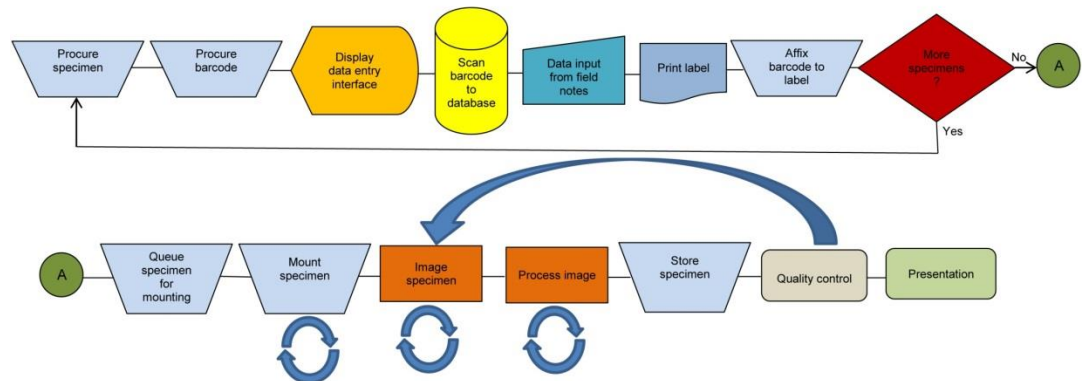 Procure
specimen
Procure
barcode
Display
data entry
interface
Scan
barcode
to
database
Data input
from field
notes
Print label
Affix
barcode to
label
More
specimens
?
No
A
Yes
A
Queue
specimen
for
mounting
Mount
specimen
Image
specimen
Process image
Store
specimen
Quality control
Presentation